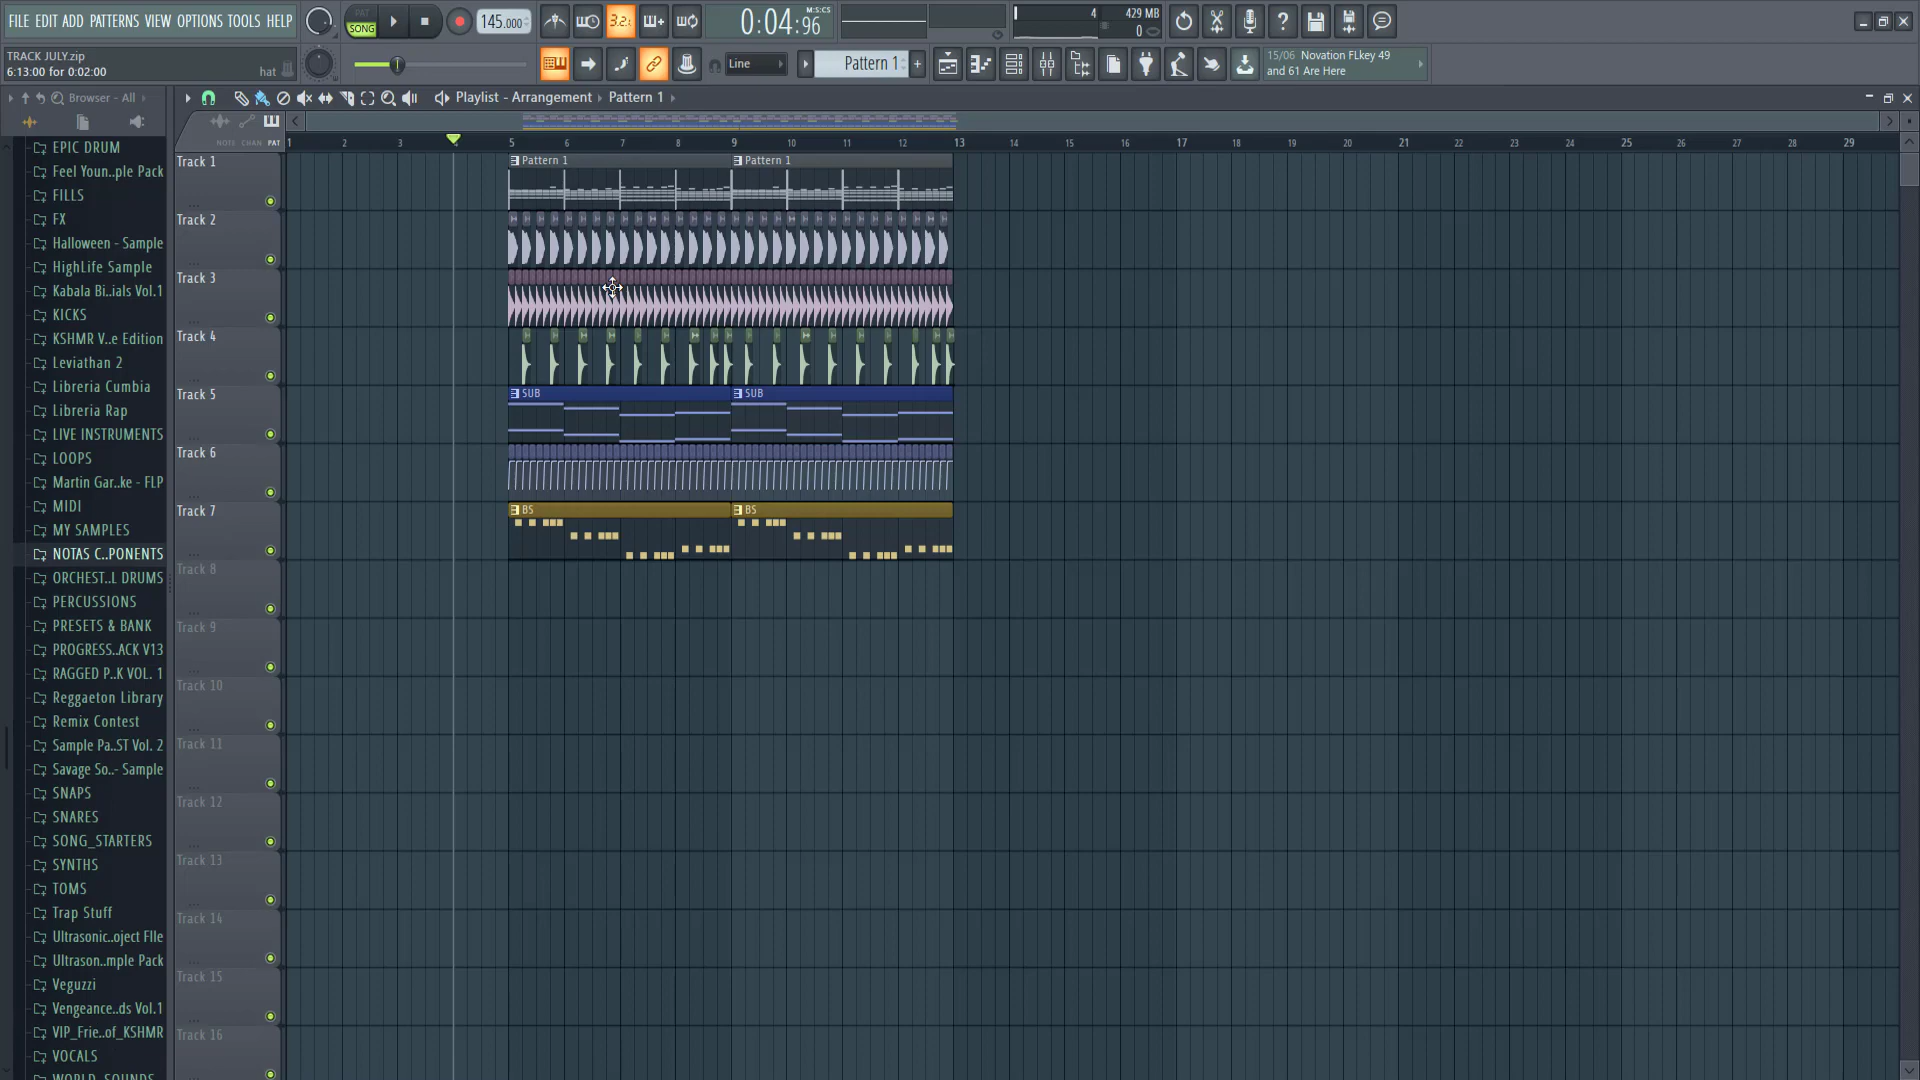 FILE EDIT ADD PATTERNS VIEW OPTIONS TOOLS HELP
PAT
SONG
145.000
3.2.
0:04:96
M:S:CS
4
429 MB
0
TRACK JULY.zip
6:13:00 for 0:02:00
hat
Line
Pattern 1
15/06 Novation FLkey 49
and 61 Are Here
Browser - All
Playlist - Arrangement
Pattern 1
NOTE CHAN PAT
1 2 3 4 5 6 7 8 9 10 11 12 13 14 15 16 17 18 19 20 21 22 23 24 25 26 27 28 29
EPIC DRUM
Feel Youn..ple Pack
FILLS
FX
Halloween - Sample
HighLife Sample
Kabala Bi..ials Vol.1
KICKS
KSHMR V..e Edition
Leviathan 2
Libreria Cumbia
Libreria Rap
LIVE INSTRUMENTS
LOOPS
Martin Gar..ke - FLP
MIDI
MY SAMPLES
NOTAS C..PONENTS
ORCHEST..L DRUMS
PERCUSSIONS
PRESETS & BANK
PROGRESS..ACK V13
RAGGED P..K VOL. 1
Reggaeton Library
Remix Contest
Sample Pa..ST Vol. 2
Savage So..- Sample
SNAPS
SNARES
SONG_STARTERS
SYNTHS
TOMS
Trap Stuff
Ultrasonic..oject FIle
Ultrason..mple Pack
Veguzzi
Vengeance..ds Vol.1
VIP_Frie..of_KSHMR
VOCALS
WORLD SOUNDS
Track 1
Track 2
Track 3
Track 4
Track 5
Track 6
Track 7
Track 8
Track 9
Track 10
Track 11
Track 12
Track 13
Track 14
Track 15
Track 16
Pattern 1
Pattern 1
SUB
SUB
BS
BS